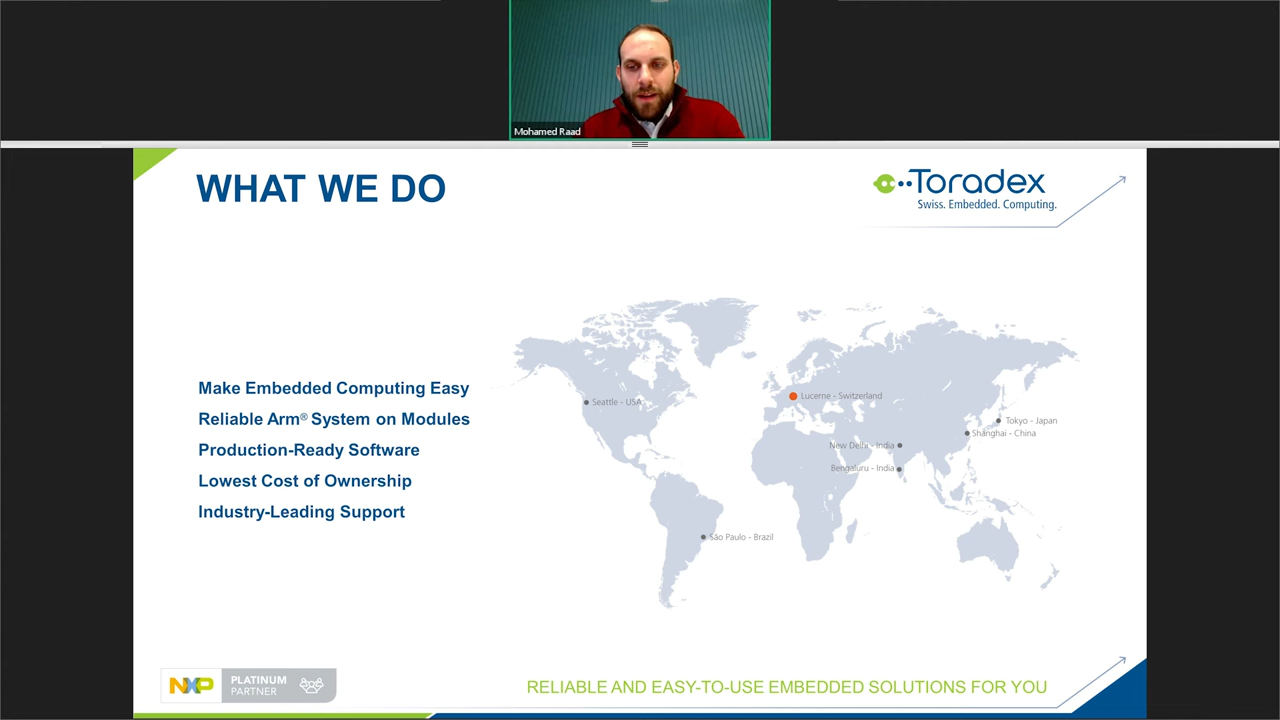 Mohamed Raad
WHAT WE DO
Toradex
Swiss. Embedded. Computing.
Make Embedded Computing Easy
Reliable Arm® System on Modules
Production-Ready Software
Lowest Cost of Ownership
Industry-Leading Support
Seattle - USA
Lucerne - Switzerland
Tokyo - Japan
Shanghai - China
New Delhi - India
Bengaluru - India
São Paulo - Brazil
NXP
PLATINUM
PARTNER
RELIABLE AND EASY-TO-USE EMBEDDED SOLUTIONS FOR YOU